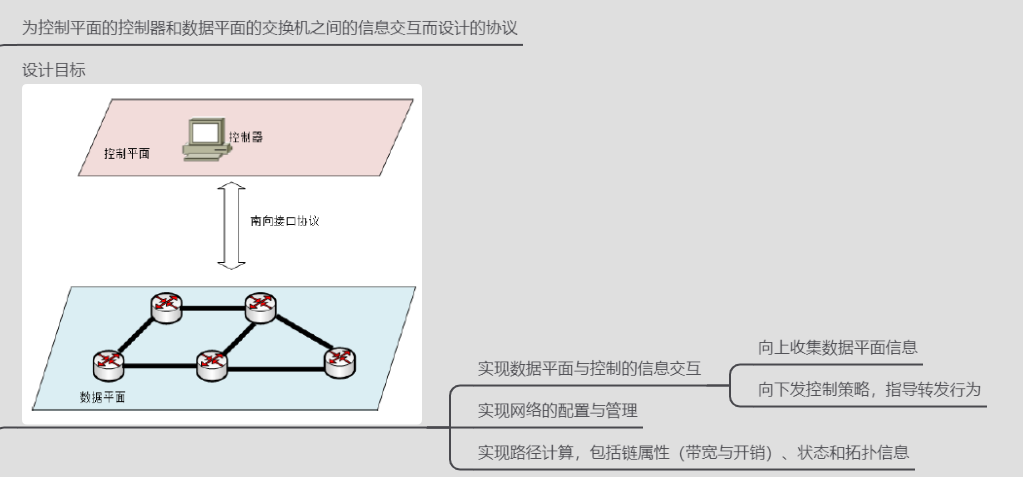 为控制平面的控制器和数据平面的交换机之间的信息交互而设计的协议
设计目标
控制器
控制平面
南向接口协议
数据平面
实现数据平面与控制的信息交互
向上收集数据平面信息
向下发控制策略，指导转发行为
实现网络的配置与管理
实现路径计算，包括链属性（带宽与开销）、状态和拓扑信息